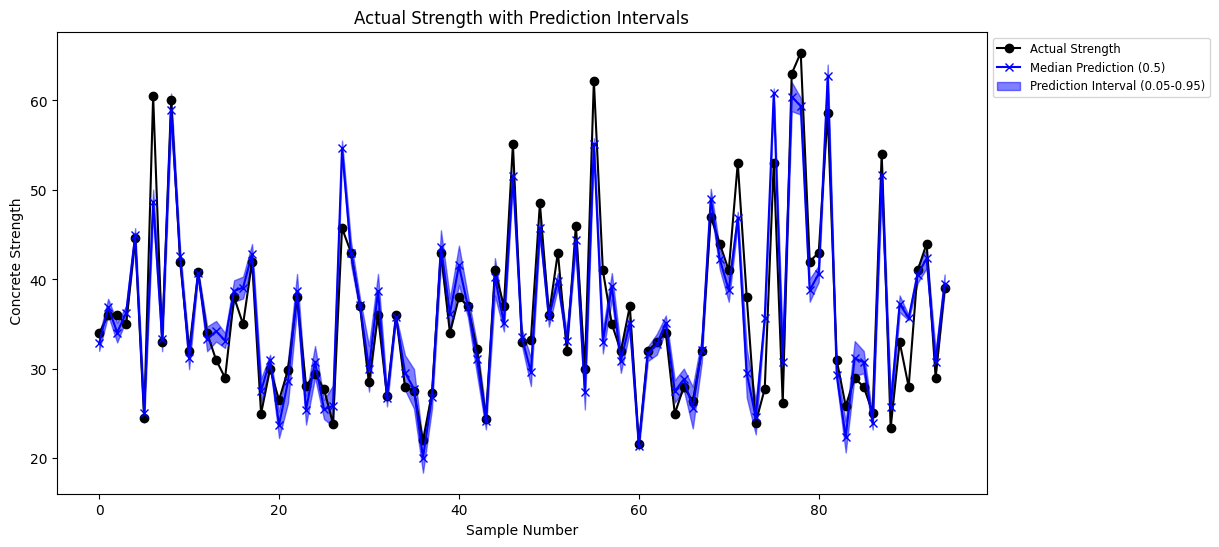 Actual Strength with Prediction Intervals
Actual Strength
Median Prediction (0.5)
Prediction Interval (0.05-0.95)
Concrete Strength
60
50
40
30
20
0
20
40
60
80
Sample Number